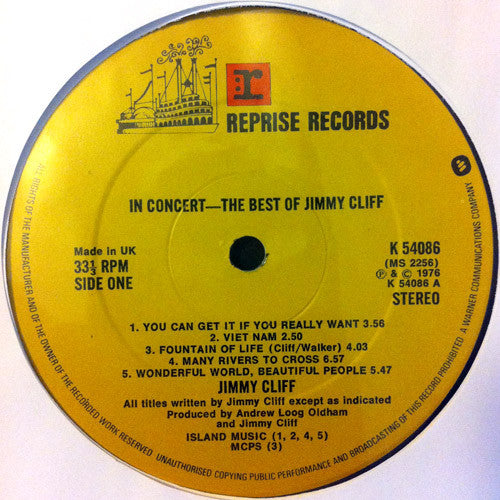 r
REPRISE RECORDS
IN CONCERT—THE BEST OF JIMMY CLIFF
Made in UK
33⅓ RPM
SIDE ONE
K 54086
(MS 2256)
Ⓟ & © 1976
K 54086 A
STEREO
1. YOU CAN GET IT IF YOU REALLY WANT 3.56
2. VIET NAM 2.50
3. FOUNTAIN OF LIFE (Cliff/Walker) 4.03
4. MANY RIVERS TO CROSS 6.57
5. WONDERFUL WORLD, BEAUTIFUL PEOPLE 5.47
JIMMY CLIFF
All titles written by Jimmy Cliff except as indicated
Produced by Andrew Loog Oldham
and Jimmy Cliff
ISLAND MUSIC (1, 2, 4, 5)
MCPS (3)
ALL RIGHTS OF THE MANUFACTURER AND OF THE OWNER OF THE RECORDED WORK RESERVED. UNAUTHORISED COPYING PUBLIC PERFORMANCE AND BROADCASTING OF THIS RECORD PROHIBITED. A WARNER COMMUNICATIONS COMPANY